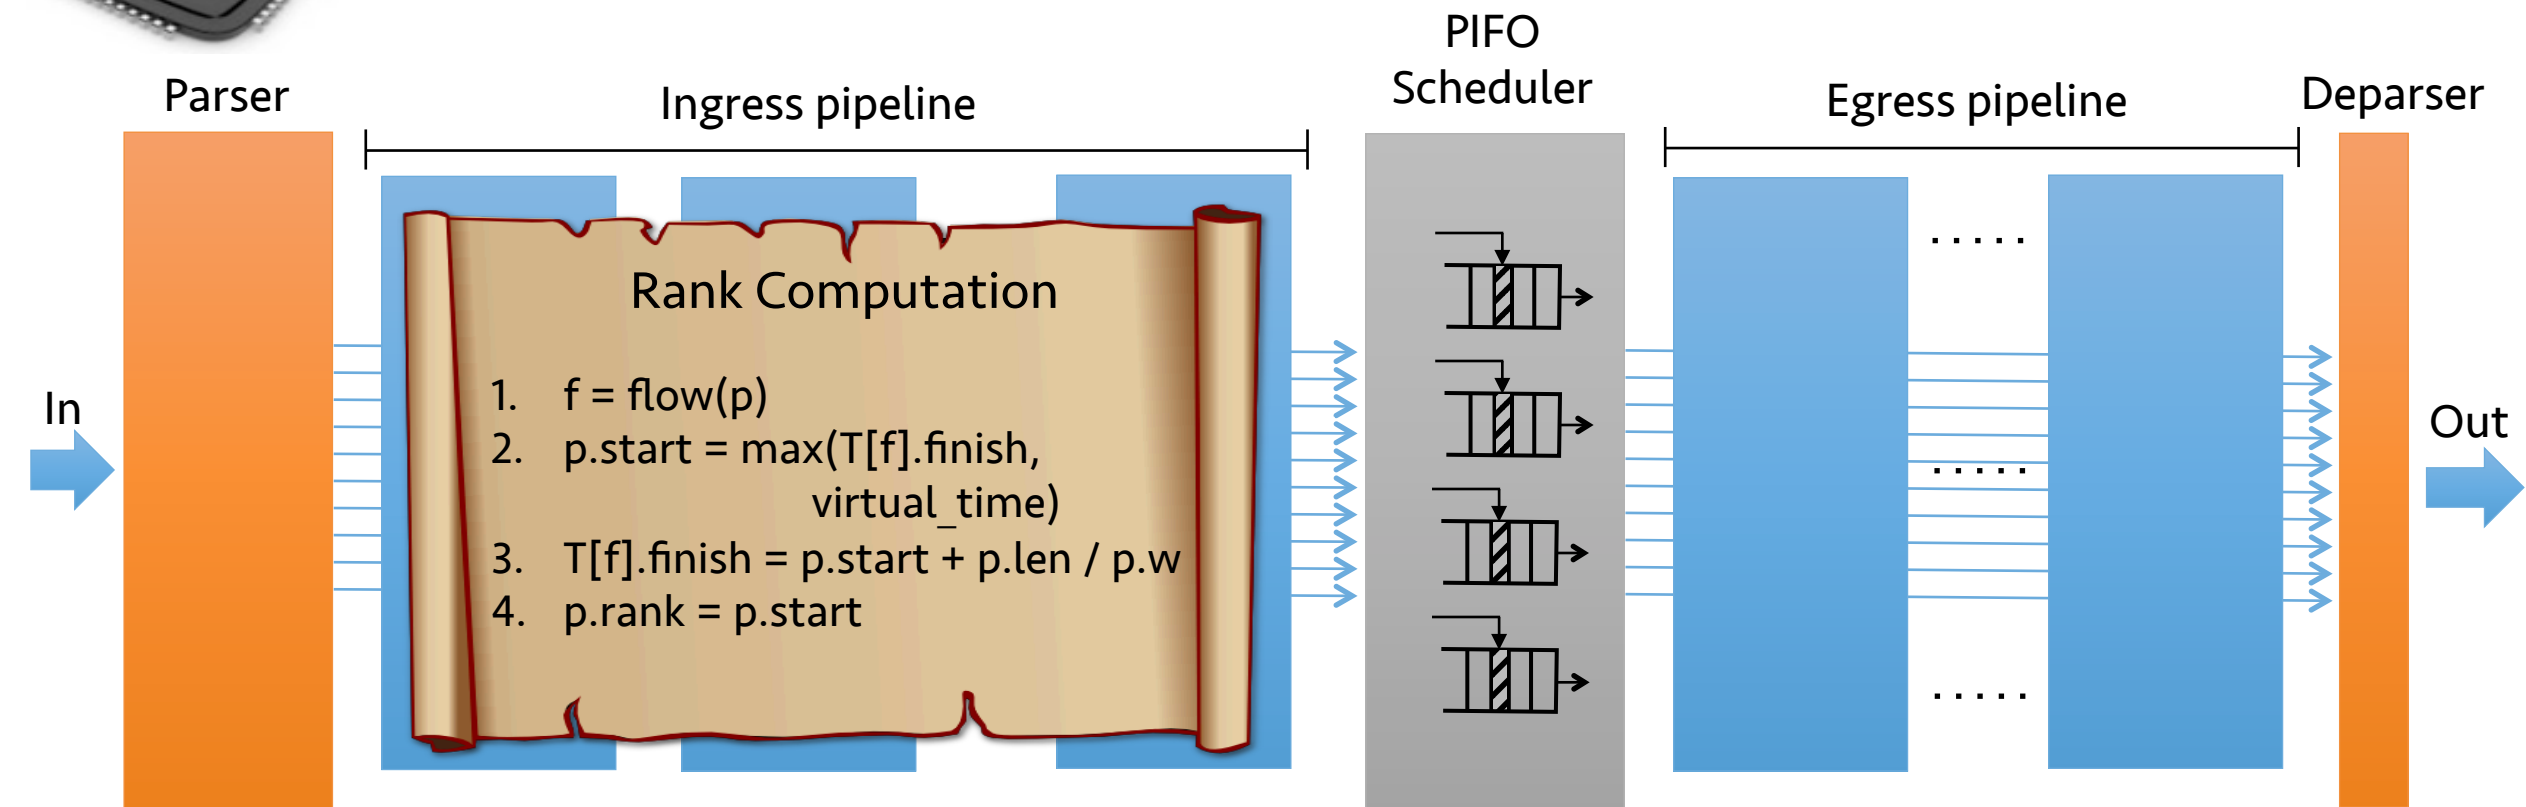 PIFO
Scheduler
Parser
Ingress pipeline
Egress pipeline
Deparser
Rank Computation
1. f = flow(p)
2. p.start = max(T[f].finish,
virtual_time)
3. T[f].finish = p.start + p.len / p.w
4. p.rank = p.start
In
Out
.....
.....
.....